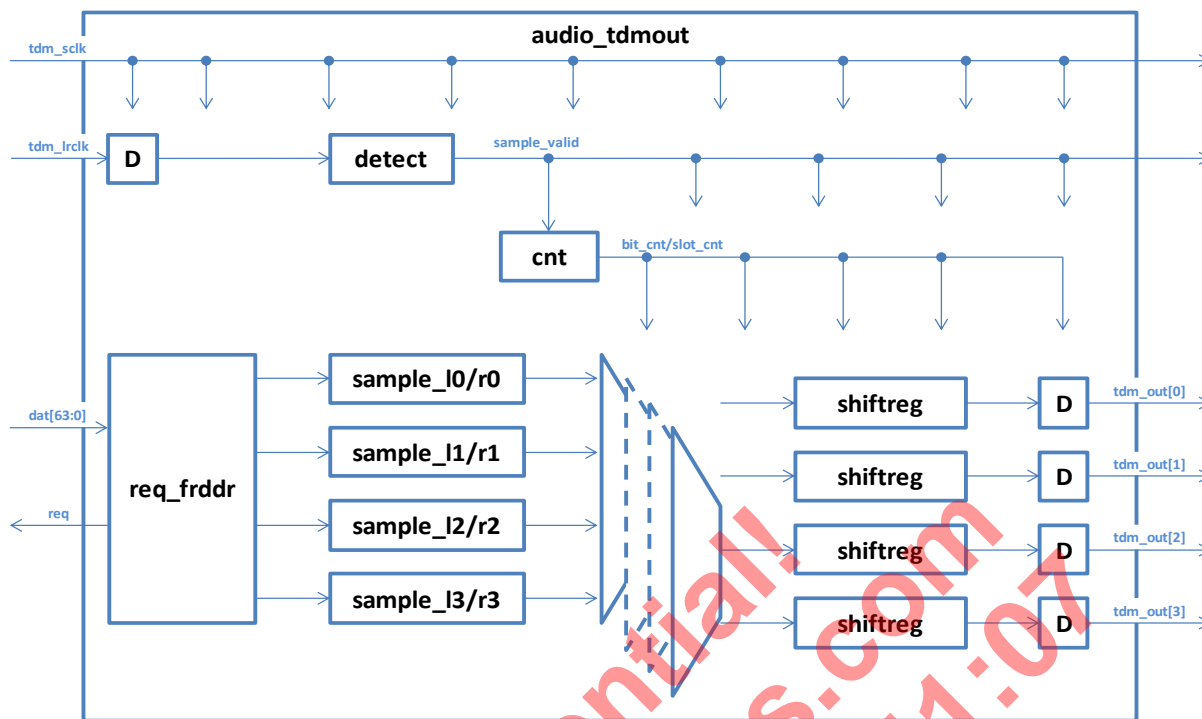 audio_tdmout
tdm_sclk
tdm_lrclk
D
detect
sample_valid
cnt
bit_cnt/slot_cnt
dat[63:0]
req
req_frddr
sample_l0/r0
sample_l1/r1
sample_l2/r2
sample_l3/r3
shiftreg
D
tdm_out[0]
shiftreg
D
tdm_out[1]
shiftreg
D
tdm_out[2]
shiftreg
D
tdm_out[3]